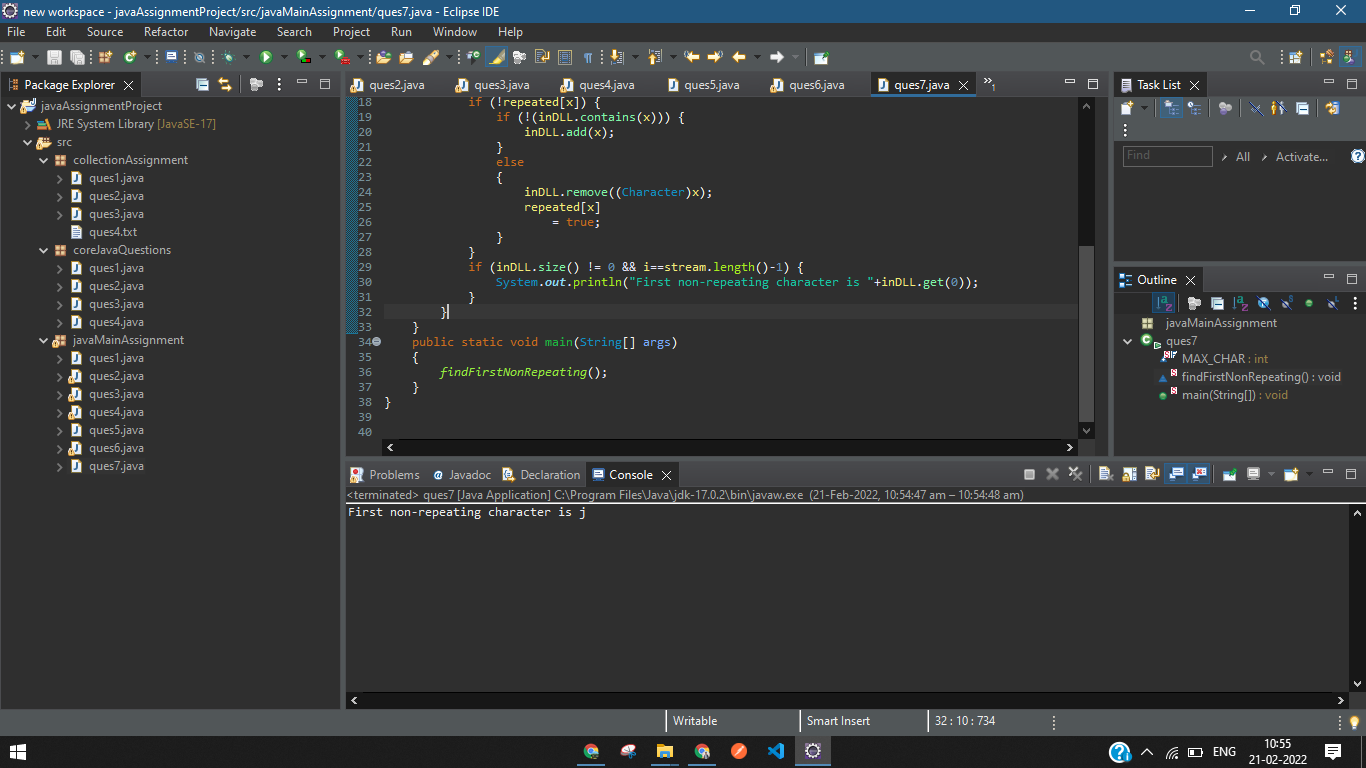 new workspace - javaAssignmentProject/src/javaMainAssignment/ques7.java - Eclipse IDE
File Edit Source Refactor Navigate Search Project Run Window Help
Package Explorer
javaAssignmentProject
JRE System Library [JavaSE-17]
src
collectionAssignment
ques1.java
ques2.java
ques3.java
ques4.txt
coreJavaQuestions
ques1.java
ques2.java
ques3.java
ques4.java
javaMainAssignment
ques1.java
ques2.java
ques3.java
ques4.java
ques5.java
ques6.java
ques7.java
ques2.java ques3.java ques4.java ques5.java ques6.java ques7.java »1
18 if (!repeated[x]) {
19 if (!(inDLL.contains(x))) {
20 inDLL.add(x);
21 }
22 else
23 {
24 inDLL.remove((Character)x);
25 repeated[x]
26 = true;
27 }
28 }
29 if (inDLL.size() != 0 && i==stream.length()-1) {
30 System.out.println("First non-repeating character is "+inDLL.get(0));
31 }
32 }
33 }
34 public static void main(String[] args)
35 {
36 findFirstNonRepeating();
37 }
38 }
39
40
Task List
Find All Activate...
Outline
javaMainAssignment
ques7
MAX_CHAR : int
findFirstNonRepeating() : void
main(String[]) : void
Problems Javadoc Declaration Console
<terminated> ques7 [Java Application] C:\Program Files\Java\jdk-17.0.2\bin\javaw.exe (21-Feb-2022, 10:54:47 am – 10:54:48 am)
First non-repeating character is j
Writable Smart Insert 32 : 10 : 734
ENG 10:55
21-02-2022